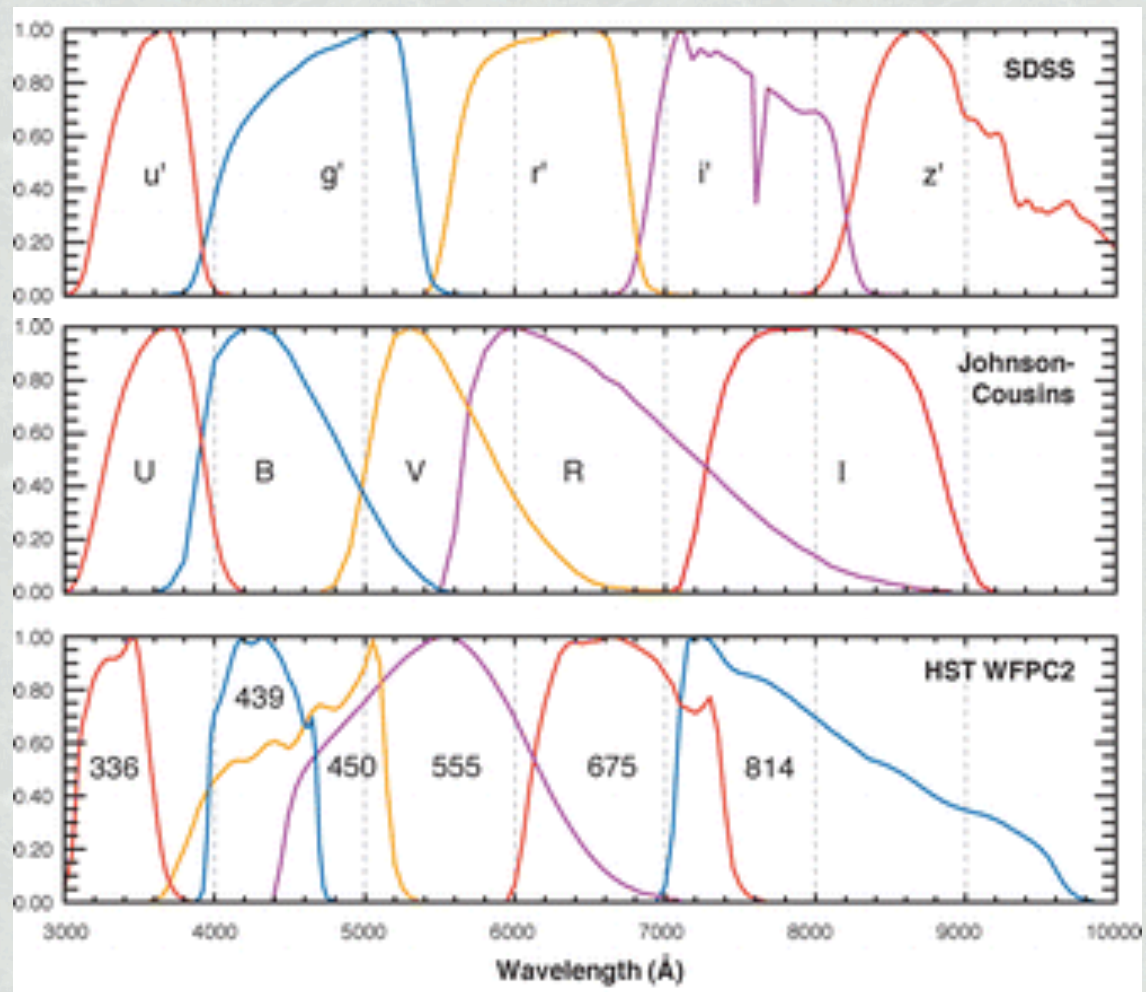 1.00
0.80
0.60
0.40
0.20
0.00
SDSS
u'
g'
r'
i'
z'
1.00
0.80
0.60
0.40
0.20
0.00
Johnson-
Cousins
U
B
V
R
I
1.00
0.80
0.60
0.40
0.20
0.00
HST WFPC2
439
336
450
555
675
814
3000 4000 5000 6000 7000 8000 9000 10000
Wavelength (Å)